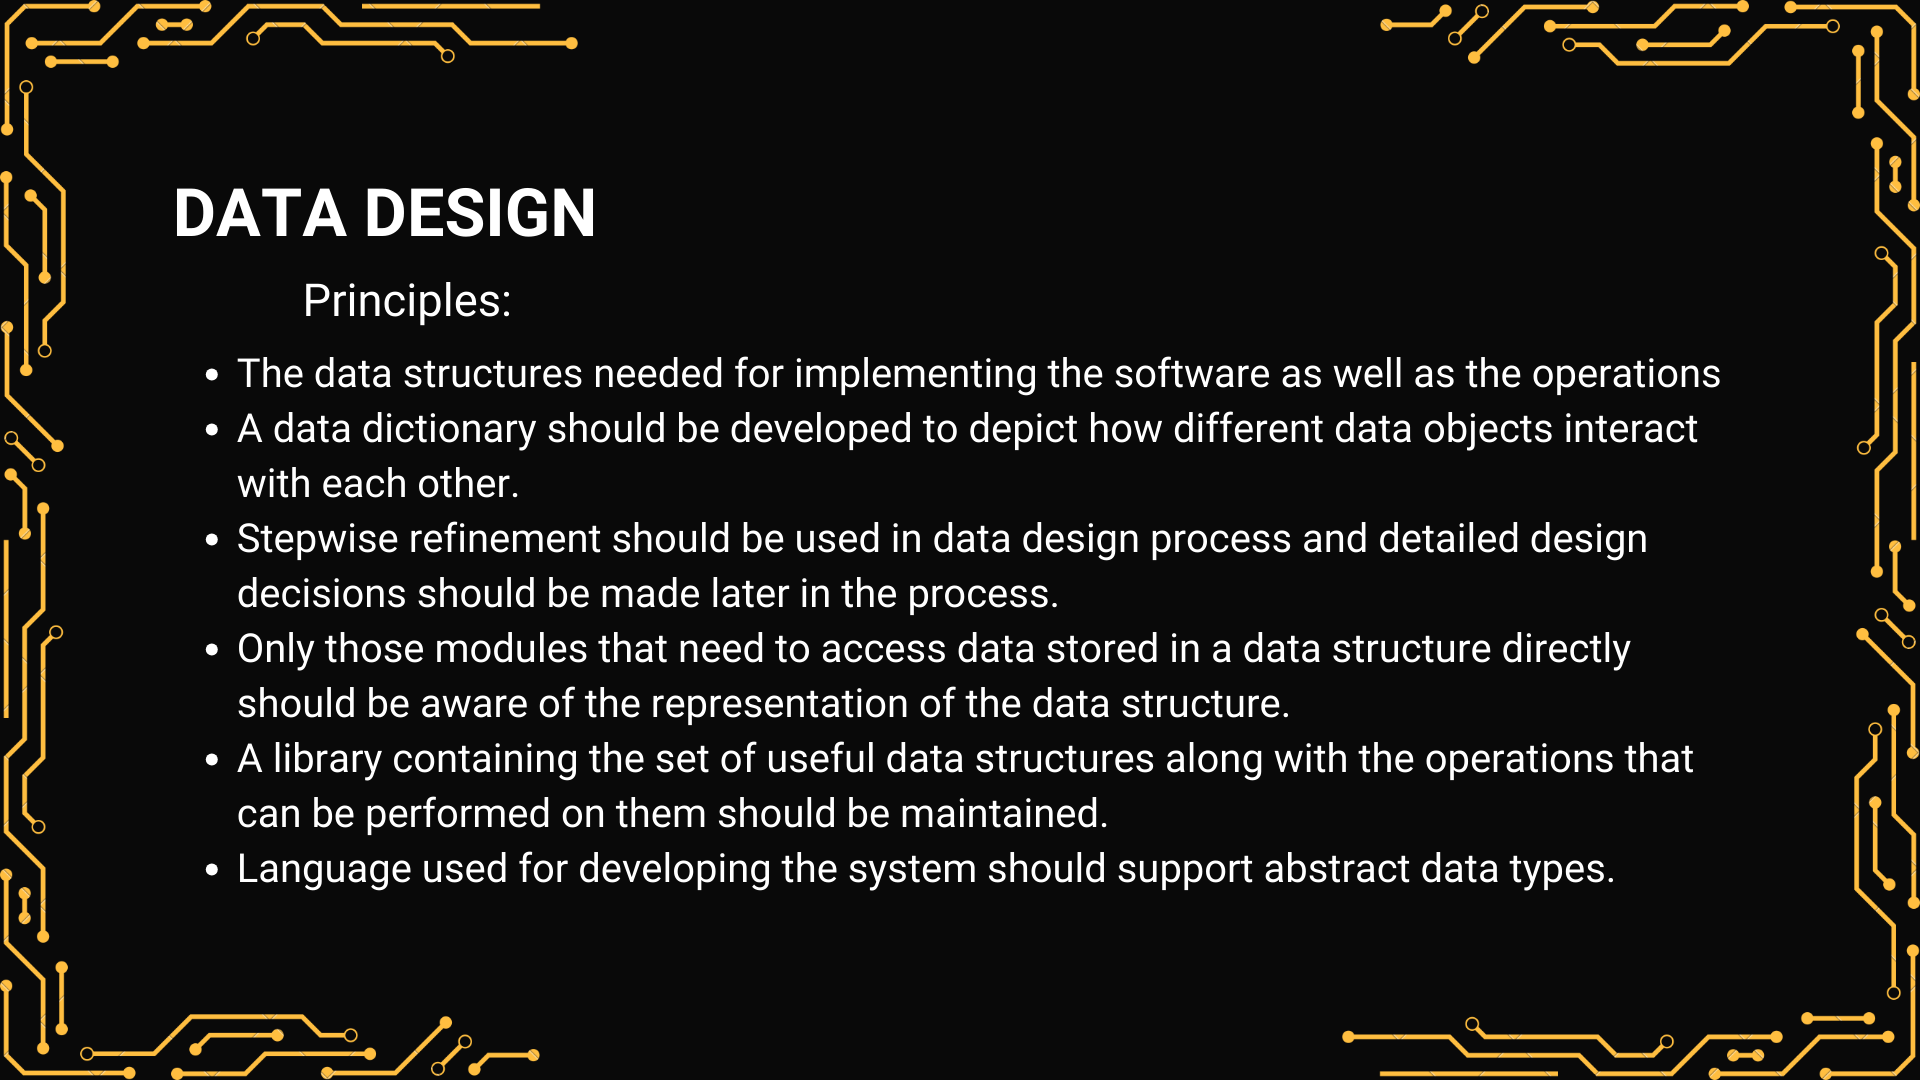 DATA DESIGN
Principles:
• The data structures needed for implementing the software as well as the operations
• A data dictionary should be developed to depict how different data objects interact
with each other.
• Stepwise refinement should be used in data design process and detailed design
decisions should be made later in the process.
• Only those modules that need to access data stored in a data structure directly
should be aware of the representation of the data structure.
• A library containing the set of useful data structures along with the operations that
can be performed on them should be maintained.
• Language used for developing the system should support abstract data types.